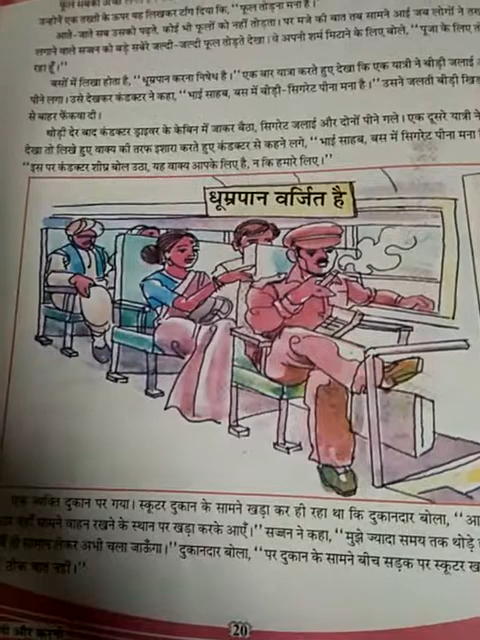 उन्होंने एक तख्ती के ऊपर यह लिखकर टाँग दिया कि, “फूल तोड़ना मना है।”
आते-जाते सब उसको पढ़ते, कोई भी फूलों को नहीं तोड़ता। पर मजे की बात तब सामने आई जब लोगों ने
लगाने वाले सज्जन को बड़े सबेरे जल्दी-जल्दी फूल तोड़ते देखा। वे अपनी शर्म मिटाने के लिए बोले, “पूजा के लिए
रहा हूँ।”
बसों में लिखा होता है, “धूम्रपान करना निषेध है।” एक बार यात्रा करते हुए देखा कि एक यात्री ने बीड़ी जलाई
पीने लगा। उसे देखकर कंडक्टर ने कहा, “भाई साहब, बस में बीड़ी-सिगरेट पीना मना है।” उसने जलती बीड़ी
से बाहर फेंकवा दी।
थोड़ी देर बाद कंडक्टर ड्राइवर के केबिन में जाकर बैठा, सिगरेट जलाई और दोनों पीने लगे। एक दूसरे यात्री ने
देखा तो लिखे हुए वाक्य की तरफ इशारा करते हुए कंडक्टर से कहने लगे, “भाई साहब, बस में सिगरेट पीना मना
“इस पर कंडक्टर शीघ्र बोल उठा, यह वाक्य आपके लिए है, न कि हमारे लिए।”
धूम्रपान वर्जित है
एक व्यक्ति दुकान पर गया। स्कूटर दुकान के सामने खड़ा कर ही रहा था कि दुकानदार बोला,
सामने वाहन रखने के स्थान पर खड़ा करके आएँ।” सज्जन ने कहा, “मुझे ज्यादा समय तक थोड़े
सामान लेकर अभी चला जाऊँगा।” दुकानदार बोला, “पर दुकान के सामने बीच सड़क पर स्कूटर
ठीक बात नहीं।”
20